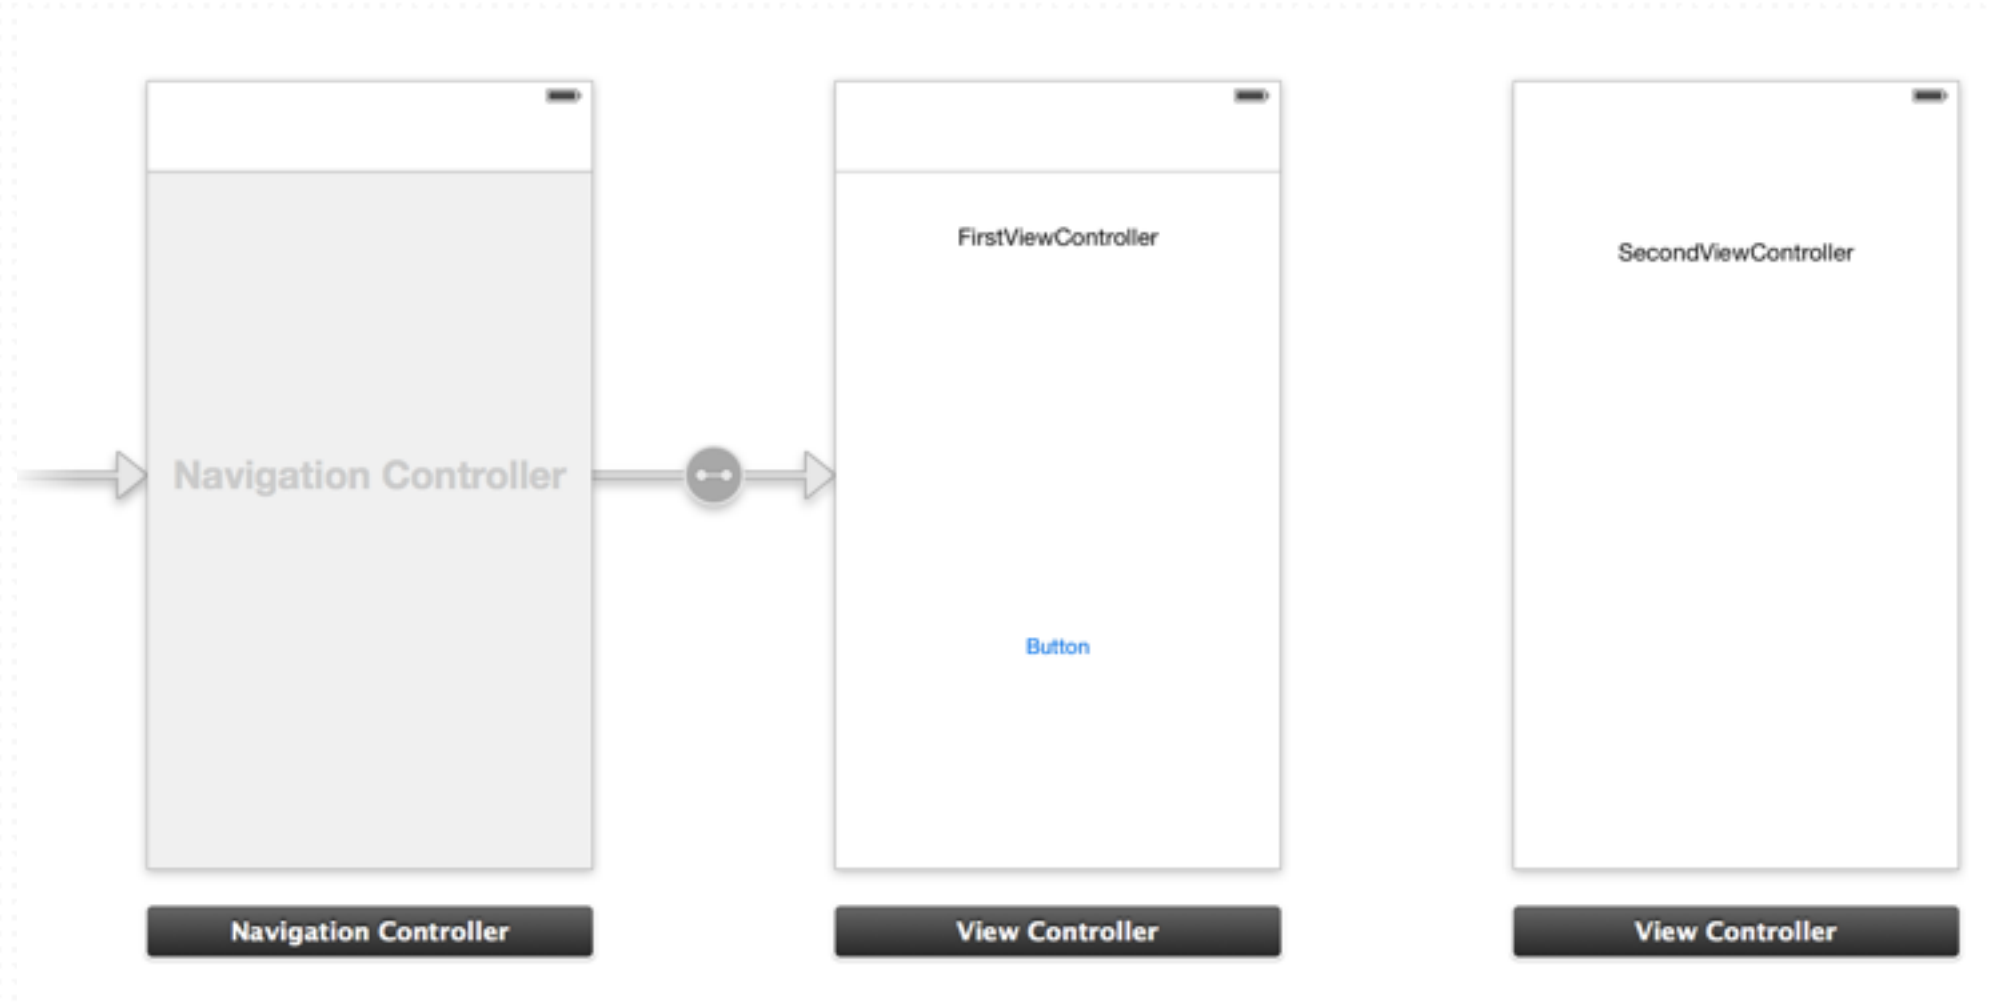 FirstViewController
SecondViewController
Navigation Controller
Button
Navigation Controller
View Controller
View Controller